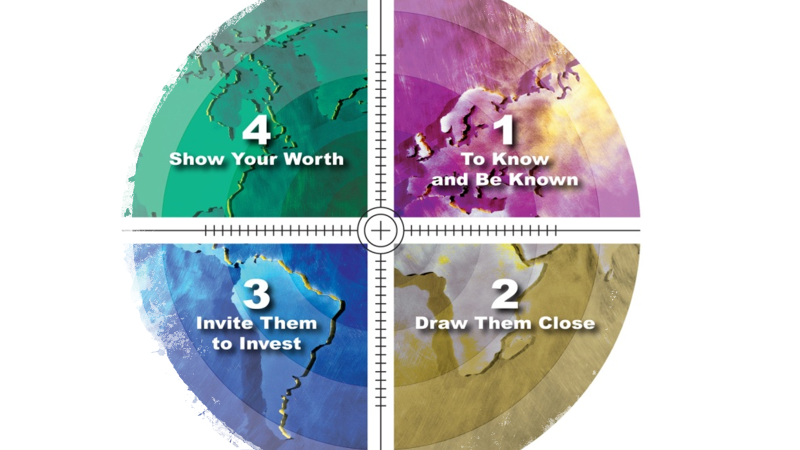 4
Show Your Worth
1
To Know
and Be Known
3
Invite Them
to Invest
2
Draw Them Close